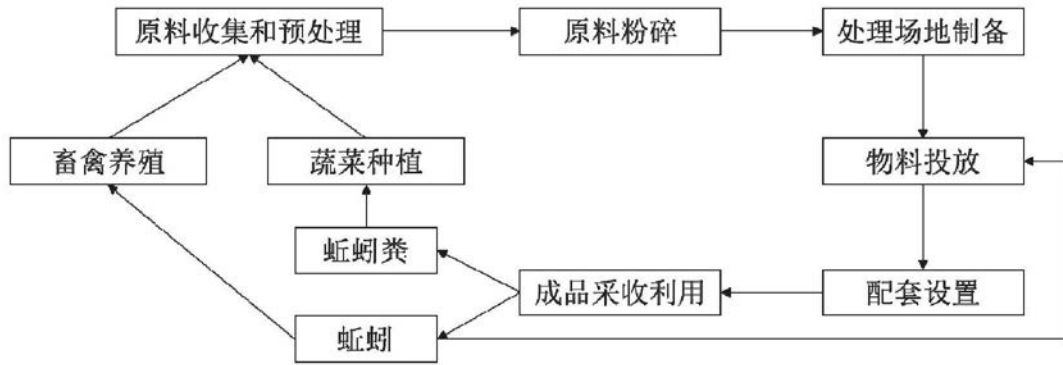 原料收集和预处理
原料粉碎
处理场地制备
畜禽养殖
蔬菜种植
物料投放
蚯蚓粪
成品采收利用
配套设置
蚯蚓